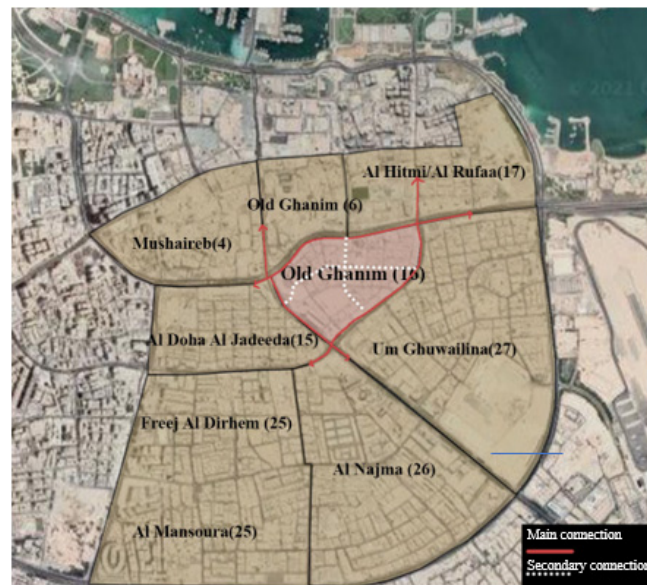 © 2021
Al Hitmi/Al Rufaa(17)
Old Ghanim (6)
Mushaireb(4)
Old Ghanim (16)
Al Doha Al Jadeeda(15)
Um Ghuwailina(27)
Freej Al Dirhem (25)
Al Najma (26)
Al Mansoura(25)
Main connection
Secondary connection